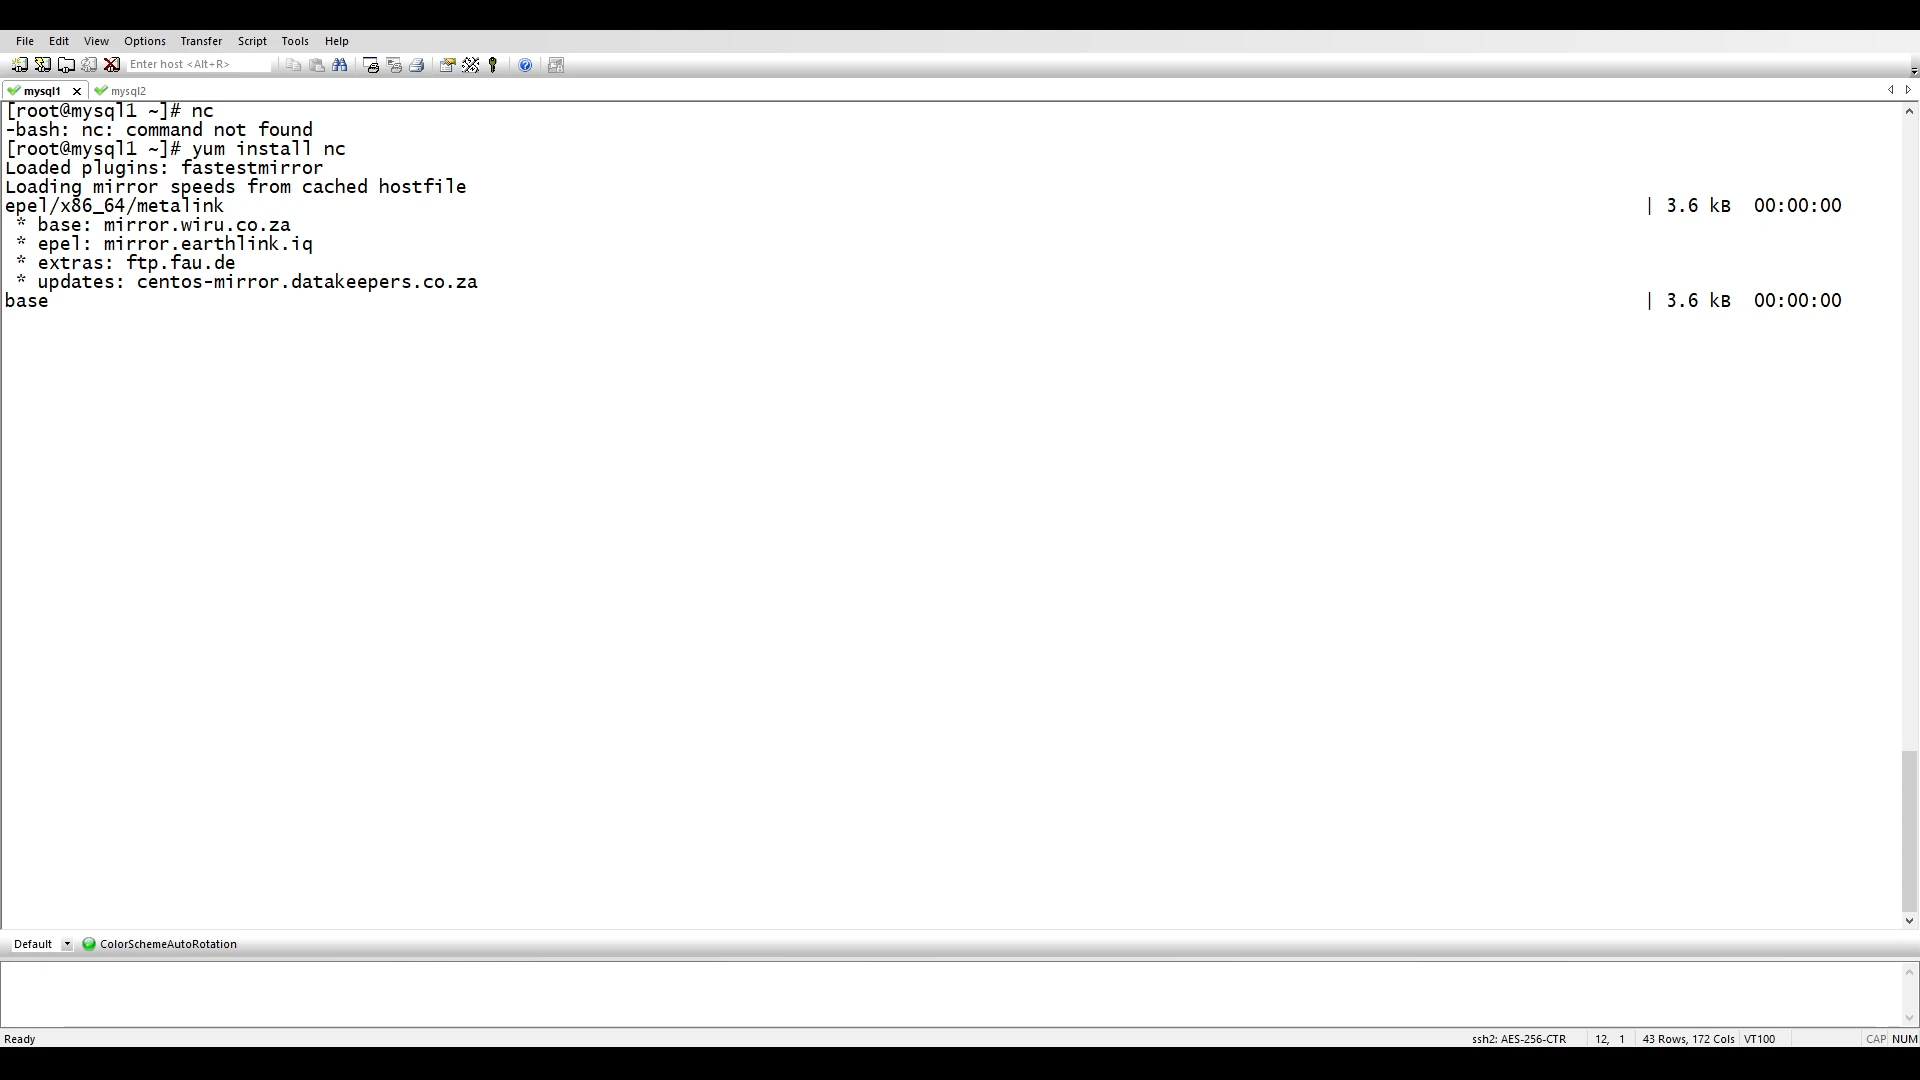 File Edit View Options Transfer Script Tools Help
Enter host <Alt+R>
mysql1 mysql2
[root@mysql1 ~]# nc
-bash: nc: command not found
[root@mysql1 ~]# yum install nc
Loaded plugins: fastestmirror
Loading mirror speeds from cached hostfile
epel/x86_64/metalink | 3.6 kB 00:00:00
* base: mirror.wiru.co.za
* epel: mirror.earthlink.iq
* extras: ftp.fau.de
* updates: centos-mirror.datakeepers.co.za
base | 3.6 kB 00:00:00
Default ColorSchemeAutoRotation
Ready ssh2: AES-256-CTR 12, 1 43 Rows, 172 Cols VT100 CAP NUM